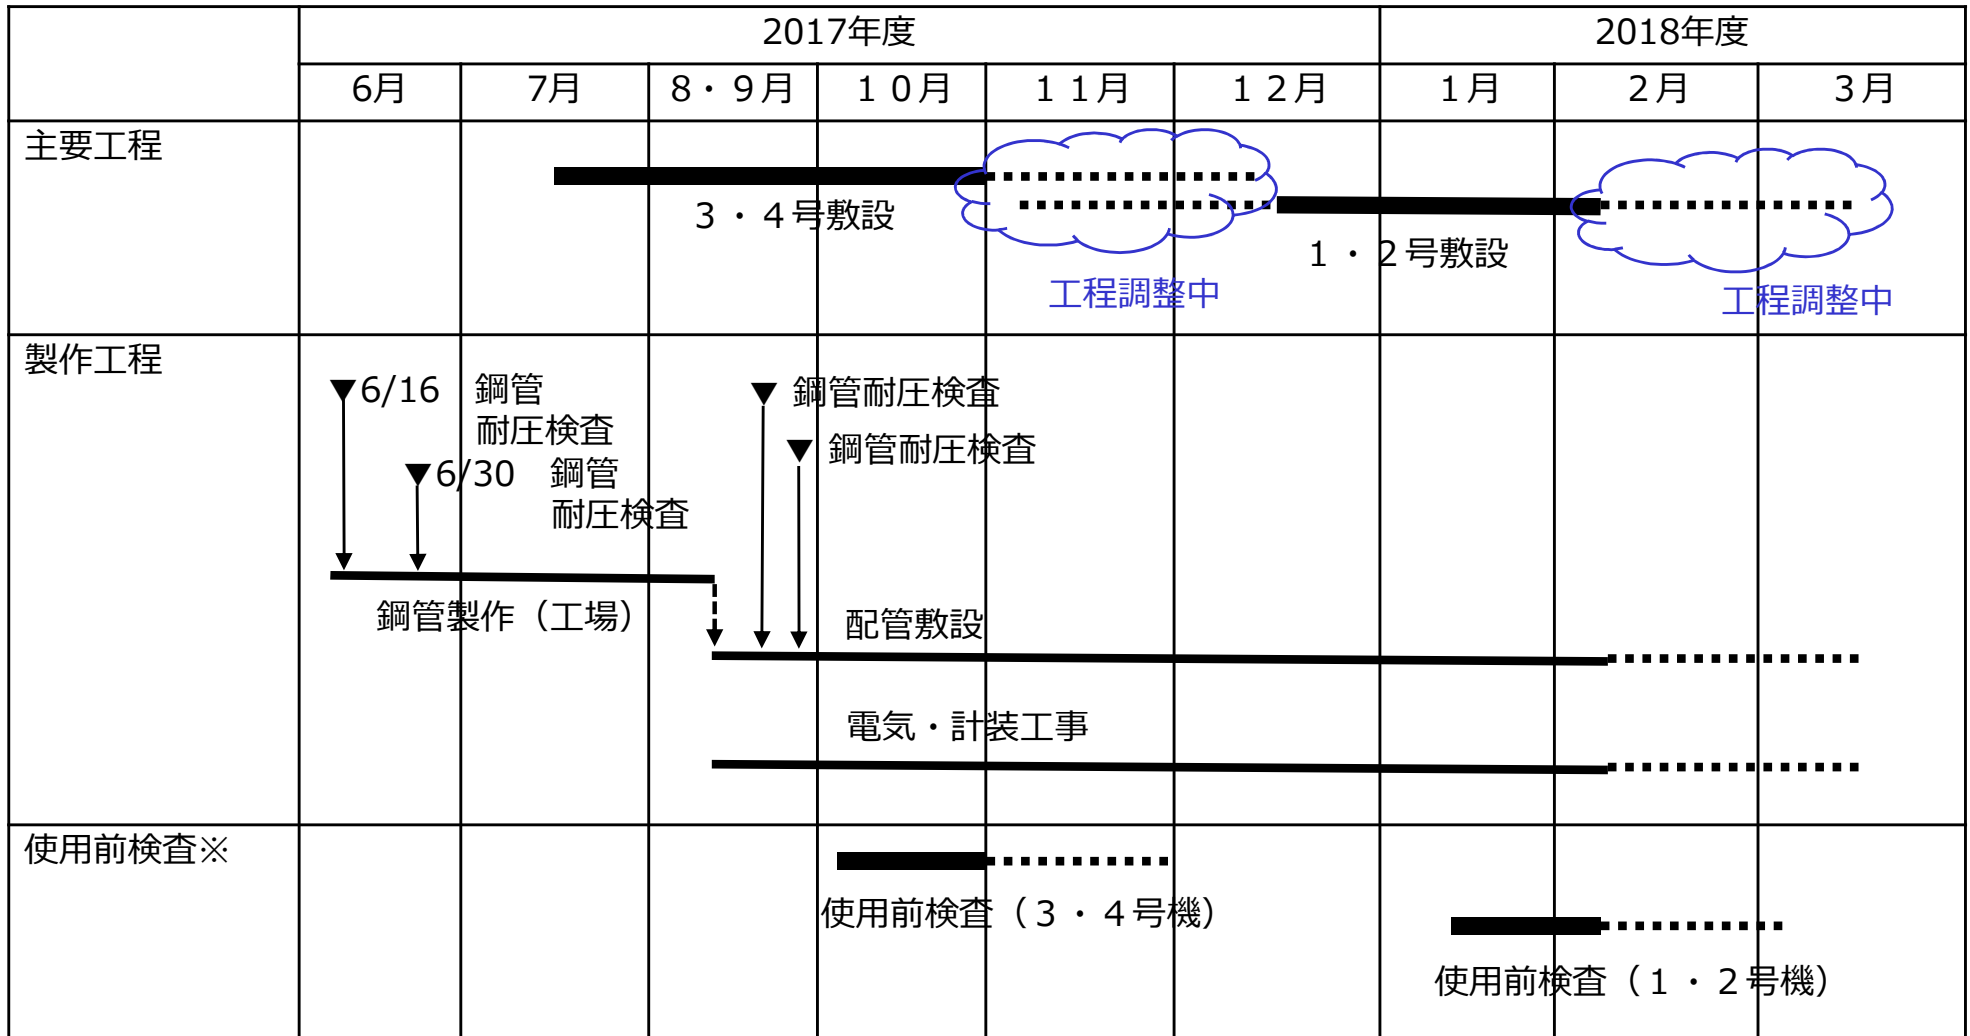 2017年度
2018年度
6月
7月
8・9月
10月
11月
12月
1月
2月
3月
主要工程
3・4号敷設
1・2号敷設
工程調整中
工程調整中
製作工程
▼6/16 鋼管
耐圧検査
▼6/30 鋼管
耐圧検査
▼ 鋼管耐圧検査
▼ 鋼管耐圧検査
鋼管製作（工場）
配管敷設
電気・計装工事
使用前検査※
使用前検査（3・4号機）
使用前検査（1・2号機）